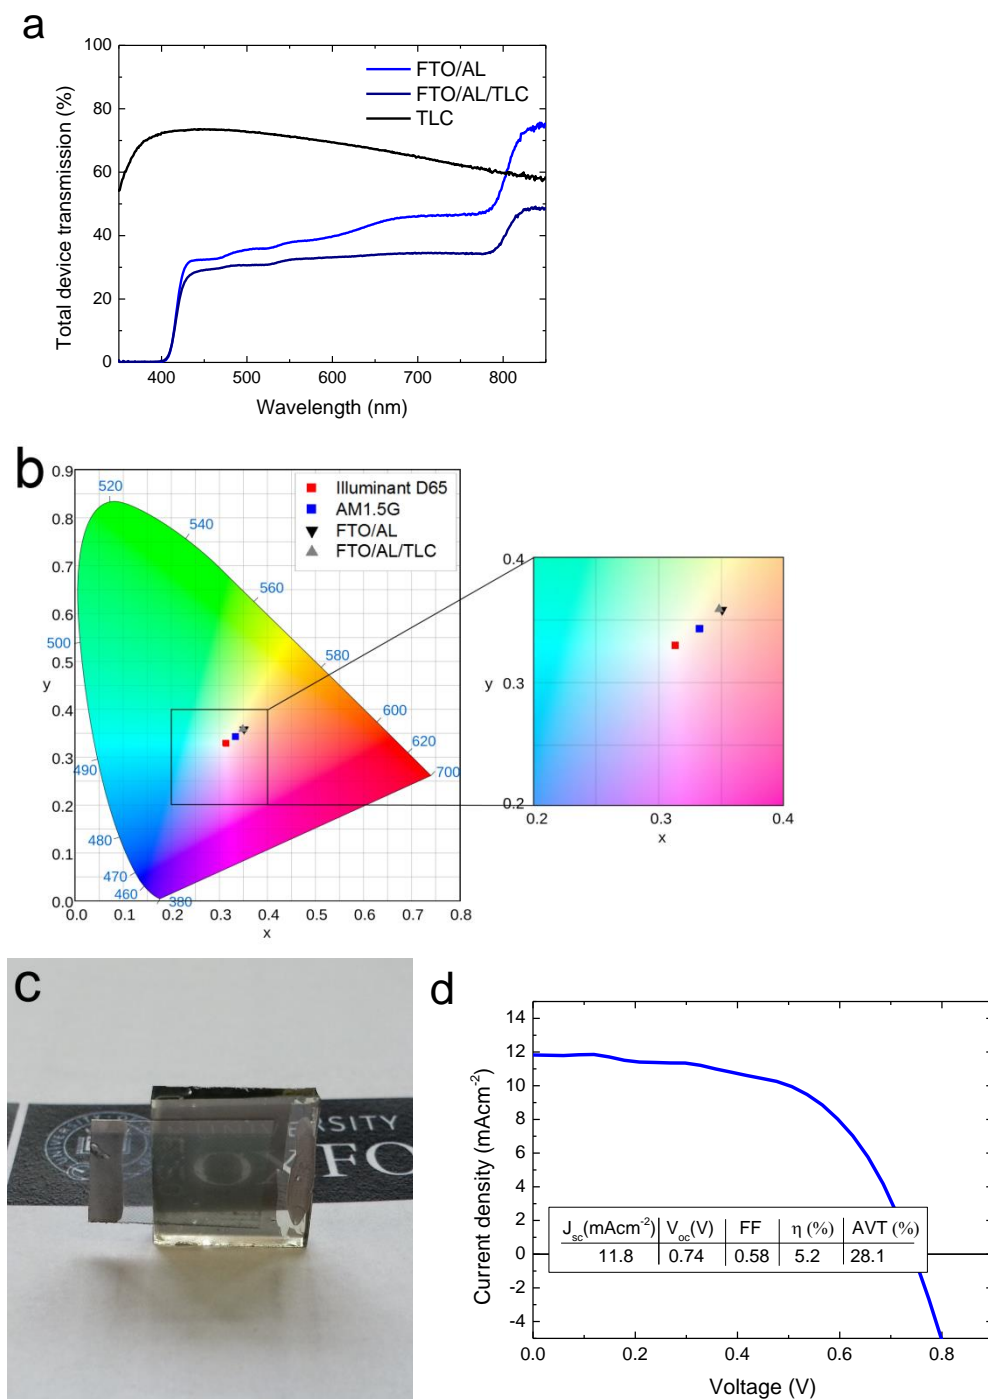 a
100
80
60
40
20
0
Total device transmission (%)
FTO/AL
FTO/AL/TLC
TLC
400 500 600 700 800
Wavelength (nm)
b
0.9
0.8
0.7
0.6
0.5
0.4
0.3
0.2
0.1
0.0
y
0.0 0.1 0.2 0.3 0.4 0.5 0.6 0.7 0.8
x
520
540
560
580
600
620
700
500
490
480
470
460
380
Illuminant D65
AM1.5G
FTO/AL
FTO/AL/TLC
0.4
0.3
0.2
y
0.2 0.3 0.4
x
c
UNIVERSITY
OXFO
d
14
12
10
8
6
4
2
0
-2
-4
Current density (mAcm⁻²)
J_sc(mAcm⁻²) V_oc(V) FF η (%) AVT (%)
11.8 0.74 0.58 5.2 28.1
0.0 0.2 0.4 0.6 0.8
Voltage (V)